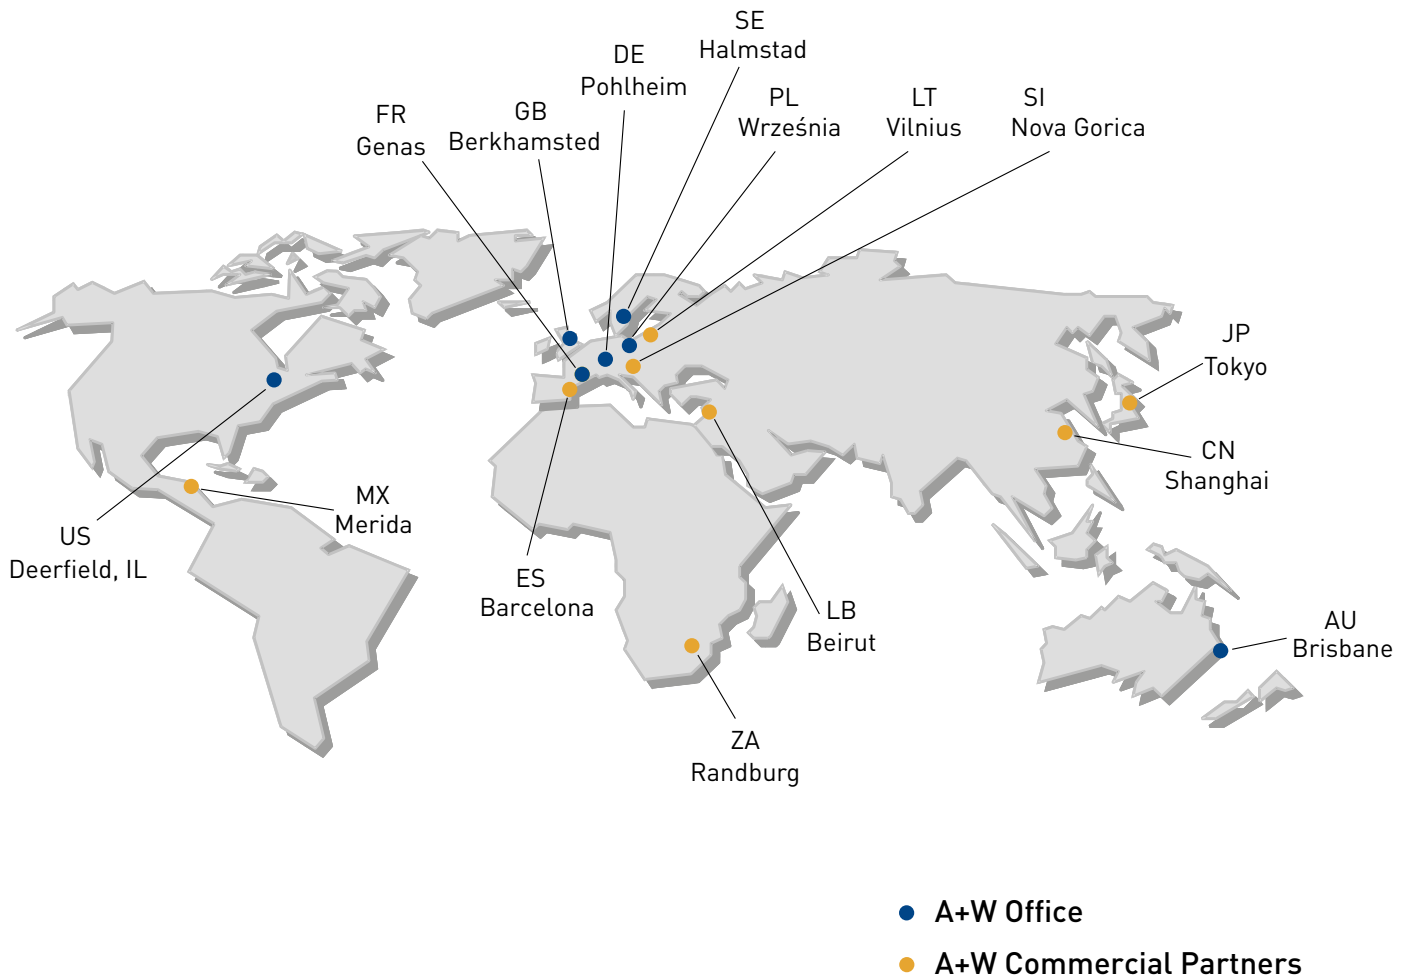 SE
Halmstad
DE
Pohlheim
PL
Września
LT
Vilnius
SI
Nova Gorica
FR
Genas
GB
Berkhamsted
JP
Tokyo
CN
Shanghai
MX
Merida
US
Deerfield, IL
ES
Barcelona
LB
Beirut
AU
Brisbane
ZA
Randburg
A+W Office
A+W Commercial Partners